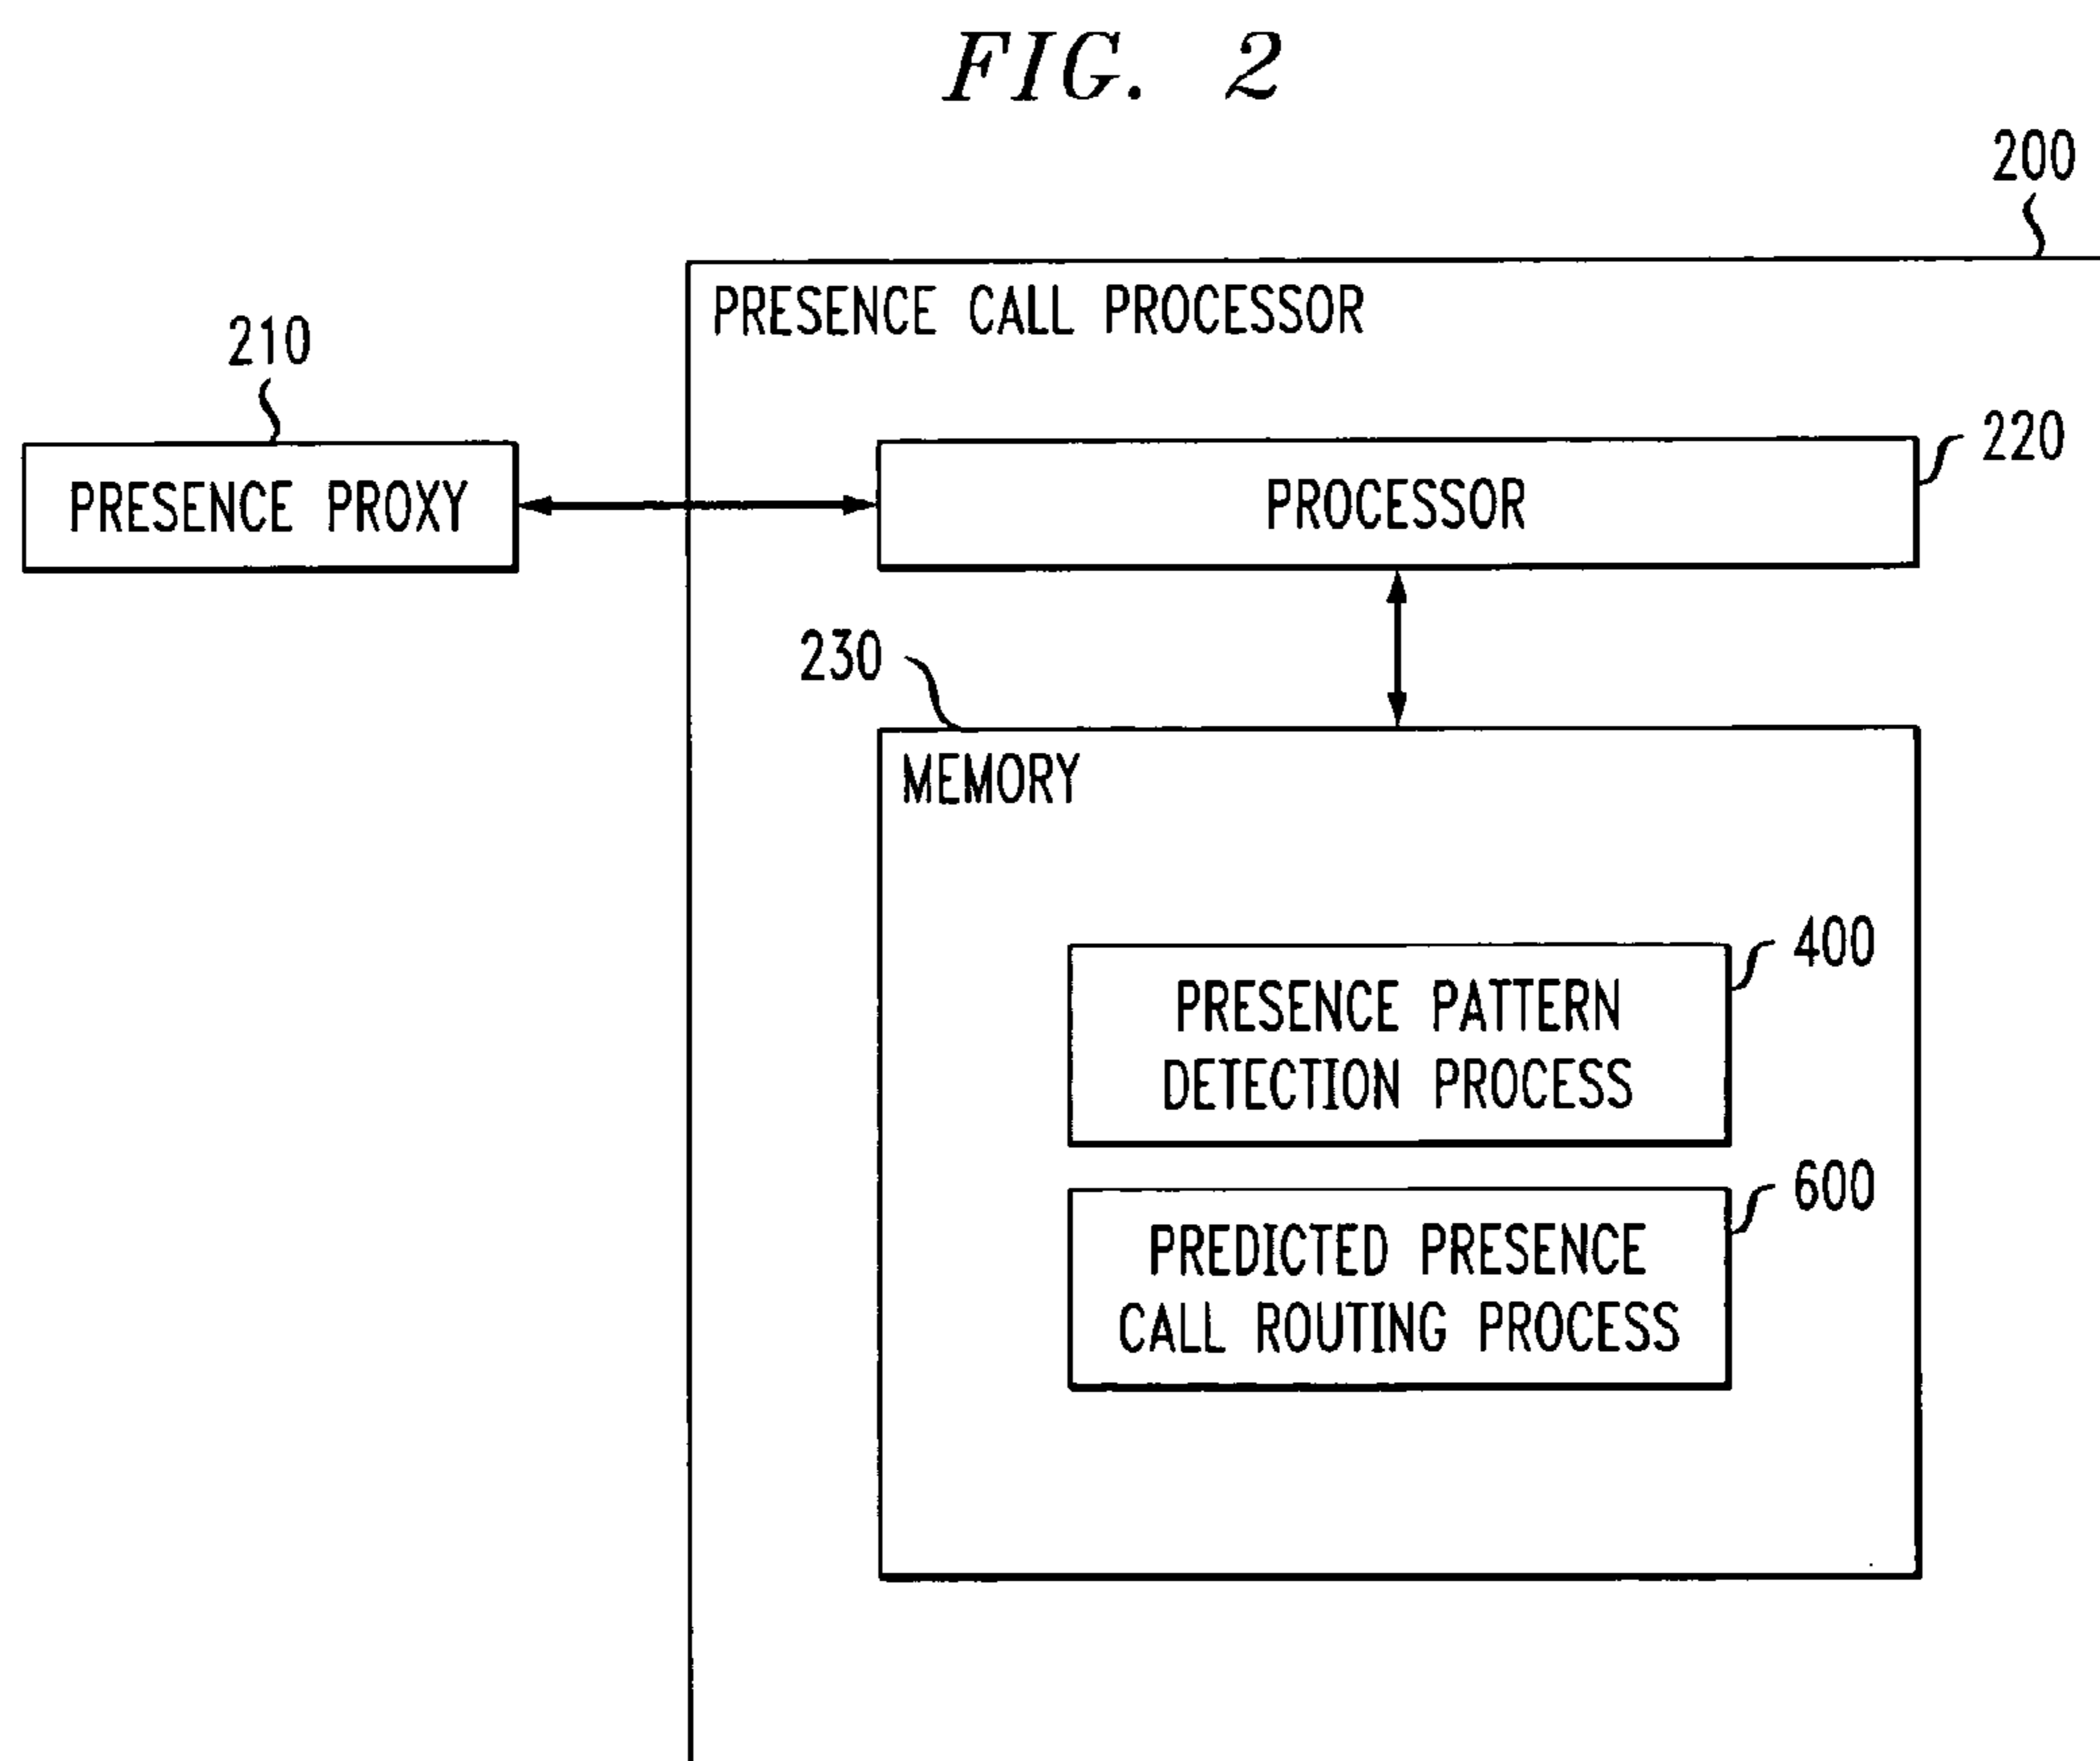 FIG. 2
200
PRESENCE CALL PROCESSOR
210
PRESENCE PROXY
220
PROCESSOR
230
MEMORY
400
PRESENCE PATTERN
DETECTION PROCESS
600
PREDICTED PRESENCE
CALL ROUTING PROCESS